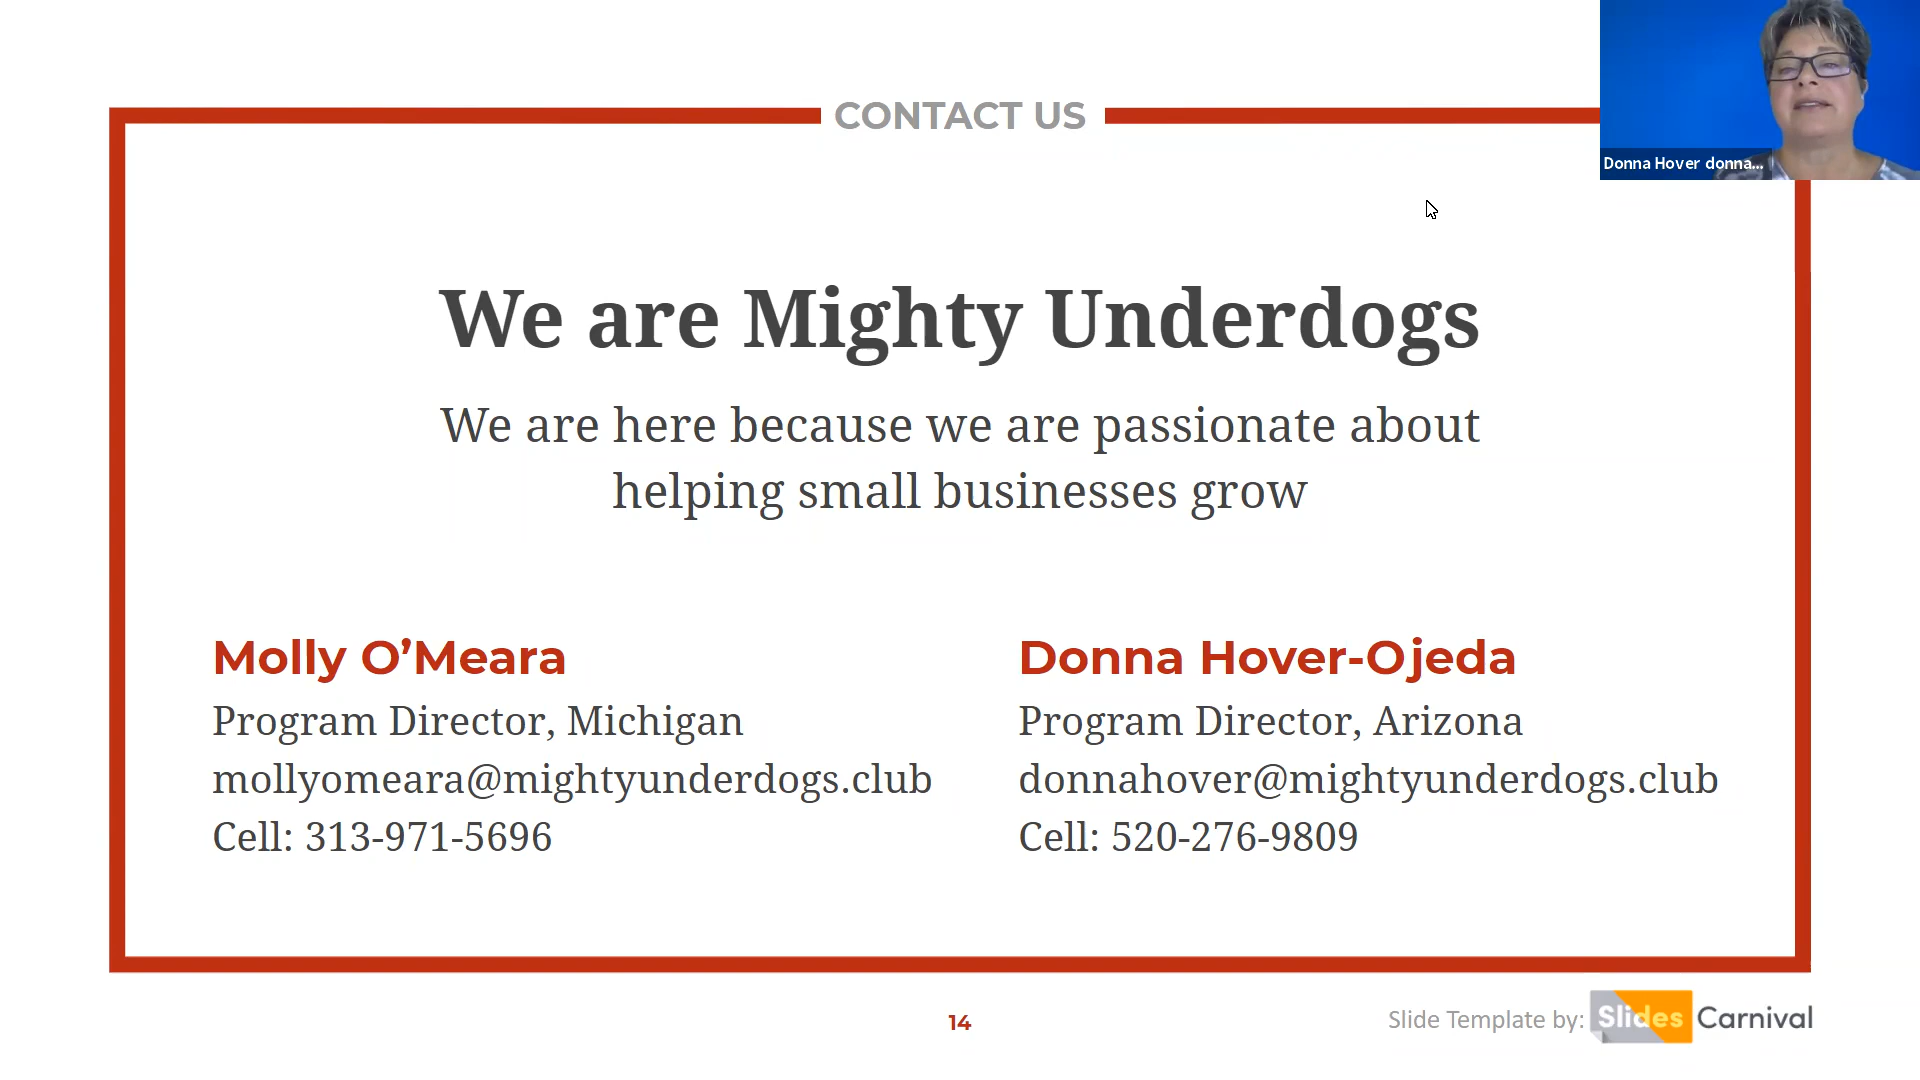 CONTACT US
Donna Hover donna...
We are Mighty Underdogs
We are here because we are passionate about
helping small businesses grow
Molly O’Meara
Program Director, Michigan
mollyomeara@mightyunderdogs.club
Cell: 313-971-5696
Donna Hover-Ojeda
Program Director, Arizona
donnahover@mightyunderdogs.club
Cell: 520-276-9809
14
Slide Template by: Slides Carnival